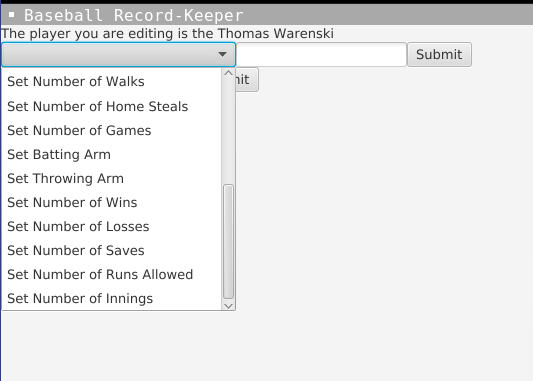 Baseball Record-Keeper
The player you are editing is the Thomas Warenski
Submit
Set Number of Walks
Set Number of Home Steals
Set Number of Games
Set Batting Arm
Set Throwing Arm
Set Number of Wins
Set Number of Losses
Set Number of Saves
Set Number of Runs Allowed
Set Number of Innings